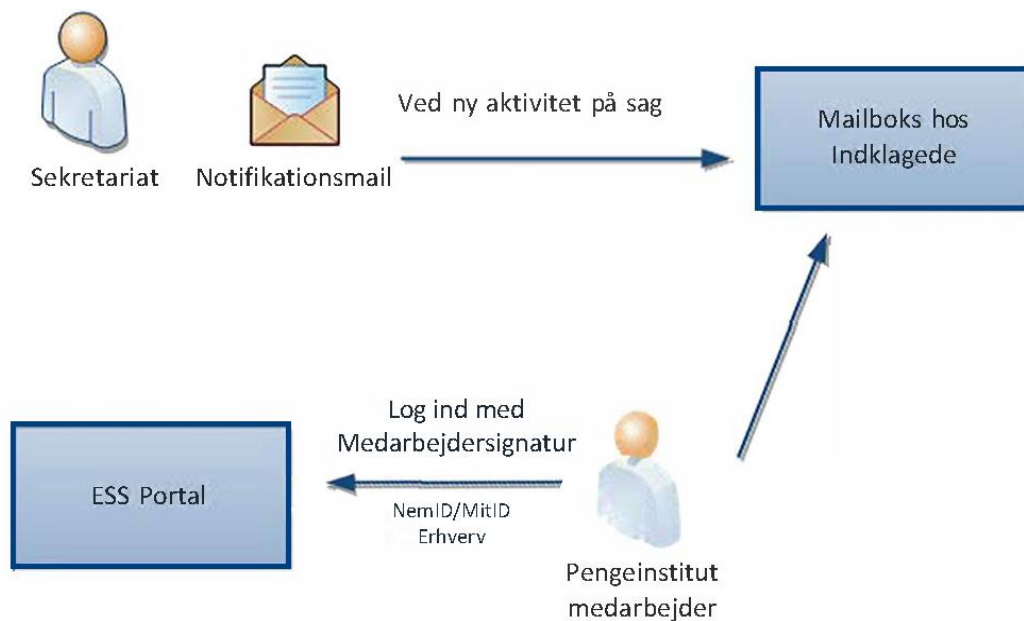 Ved ny aktivitet på sag
Mailboks hos
Indklagede
Sekretariat
Notifikationsmail
Log ind med
Medarbejdersignatur
ESS Portal
NemID/MitID
Erhverv
Pengeinstitut
medarbejder